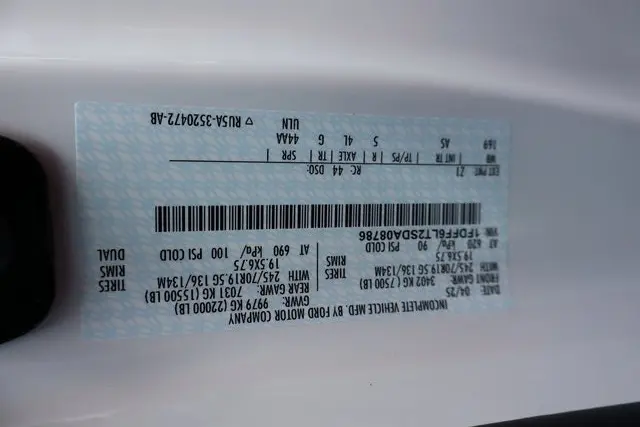 INCOMPLETE VEHICLE MFD. BY FORD MOTOR COMPANY
DATE: 04/25 GVWR: 9979 KG (22000 LB)
FRONT GAWR: 3402 KG (7500 LB) REAR GAWR: 7031 KG (15500 LB)
WITH 245/70R19.5G 136/134M TIRES WITH 245/70R19.5G 136/134M TIRES
19.5X6.75 RIMS 19.5X6.75 RIMS
AT 620 kPa/ 90 PSI COLD AT 690 kPa/ 100 PSI COLD DUAL
VIN: 1FDFF6LT2SDA08786
EXT PNT: Z1 RC: 44 DSO:
WB INT TR TP/PS R AXLE TR SPR
169 AS 5 4L G 44AA
ULN
▽ RU5A-3520472-AB